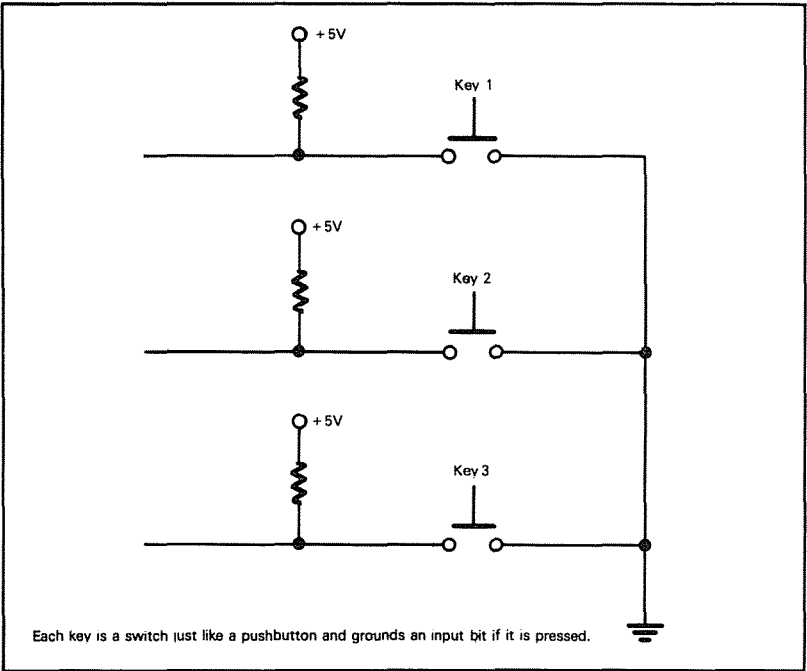 +5V
Key 1
+5V
Key 2
+5V
Key 3
Each key is a switch just like a pushbutton and grounds an input bit if it is pressed.